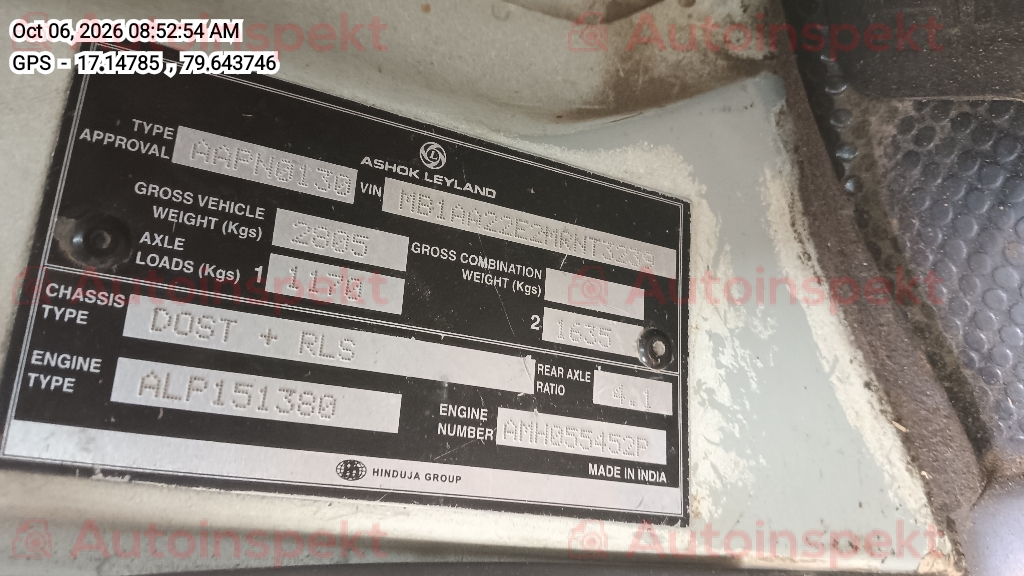 Oct 06, 2026 08:52:54 AM
GPS - 17.14785 , 79.643746
ASHOK LEYLAND
TYPE APPROVAL AAPN0130
VIN MB1AA22E2MRNT3239
GROSS VEHICLE WEIGHT (Kgs) 2805
GROSS COMBINATION WEIGHT (Kgs)
AXLE LOADS (Kgs) 1 1170
2 1635
CHASSIS TYPE DOST + RLS
REAR AXLE RATIO 4.1
ENGINE TYPE ALP151380
ENGINE NUMBER ANH055452P
MADE IN INDIA
HINDUJA GROUP
Autoinspekt